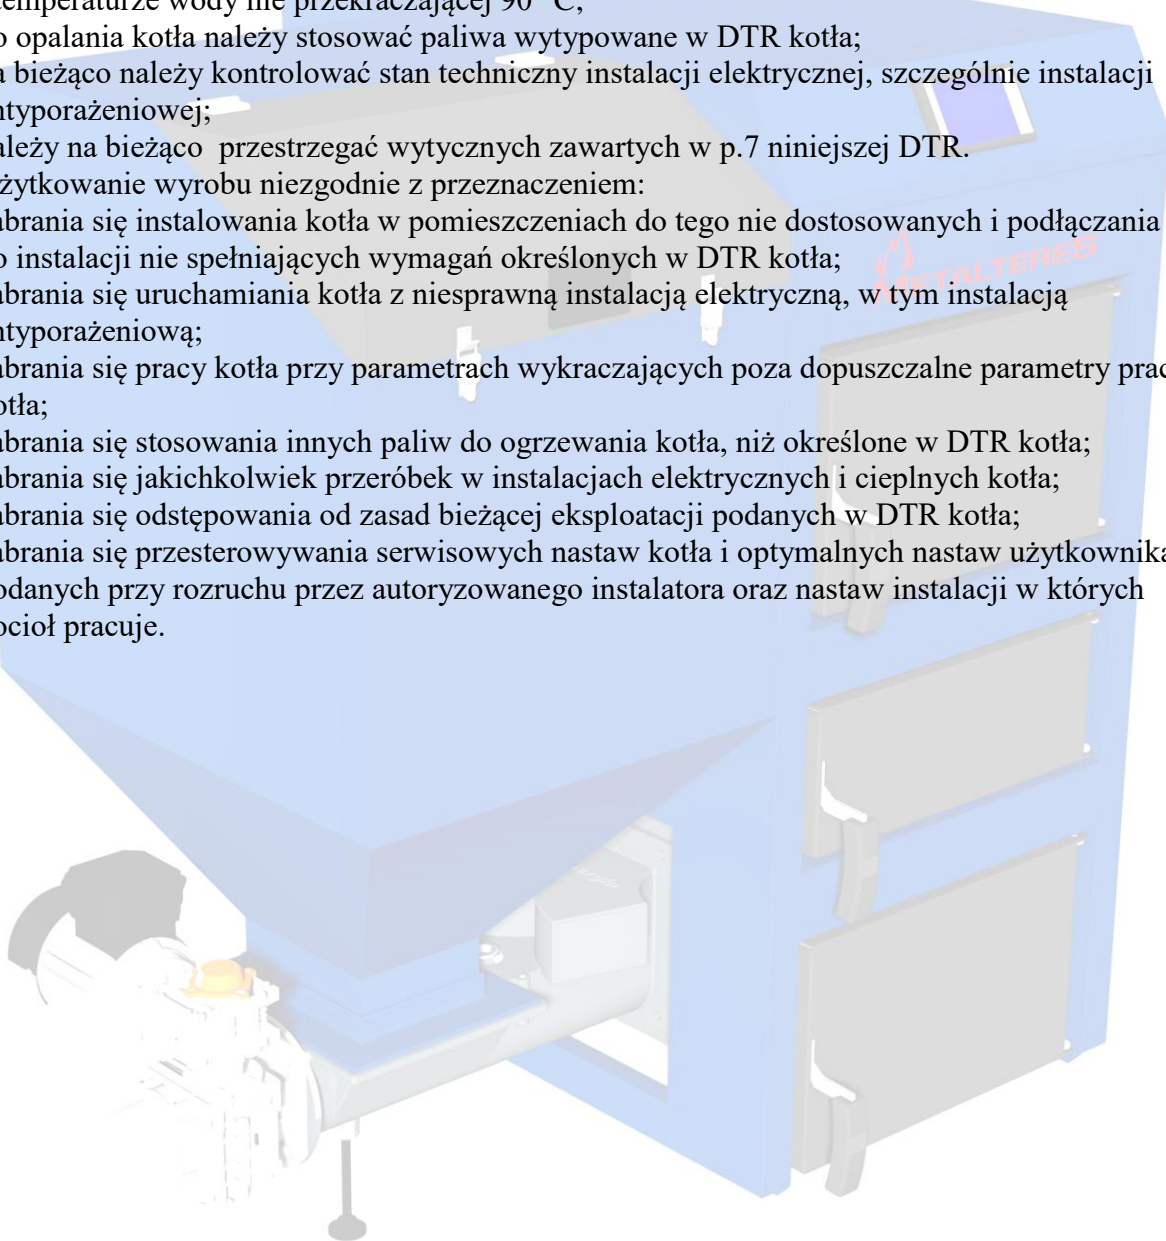 temperaturze wody nie przekraczającej 90 °C;
o opalania kotła należy stosować paliwa wytypowane w DTR kotła;
a bieżąco należy kontrolować stan techniczny instalacji elektrycznej, szczególnie instalacji
ntyporażeniowej;
ależy na bieżąco przestrzegać wytycznych zawartych w p.7 niniejszej DTR.
żytkowanie wyrobu niezgodnie z przeznaczeniem:
abrania się instalowania kotła w pomieszczeniach do tego nie dostosowanych i podłączania
o instalacji nie spełniających wymagań określonych w DTR kotła;
abrania się uruchamiania kotła z niesprawną instalacją elektryczną, w tym instalacją
ntyporażeniową;
abrania się pracy kotła przy parametrach wykraczających poza dopuszczalne parametry prac
otła;
abrania się stosowania innych paliw do ogrzewania kotła, niż określone w DTR kotła;
abrania się jakichkolwiek przeróbek w instalacjach elektrycznych i cieplnych kotła;
abrania się odstępowania od zasad bieżącej eksploatacji podanych w DTR kotła;
abrania się przesterowywania serwisowych nastaw kotła i optymalnych nastaw użytkownika
odanych przy rozruchu przez autoryzowanego instalatora oraz nastaw instalacji w których
ocioł pracuje.
METALTERES